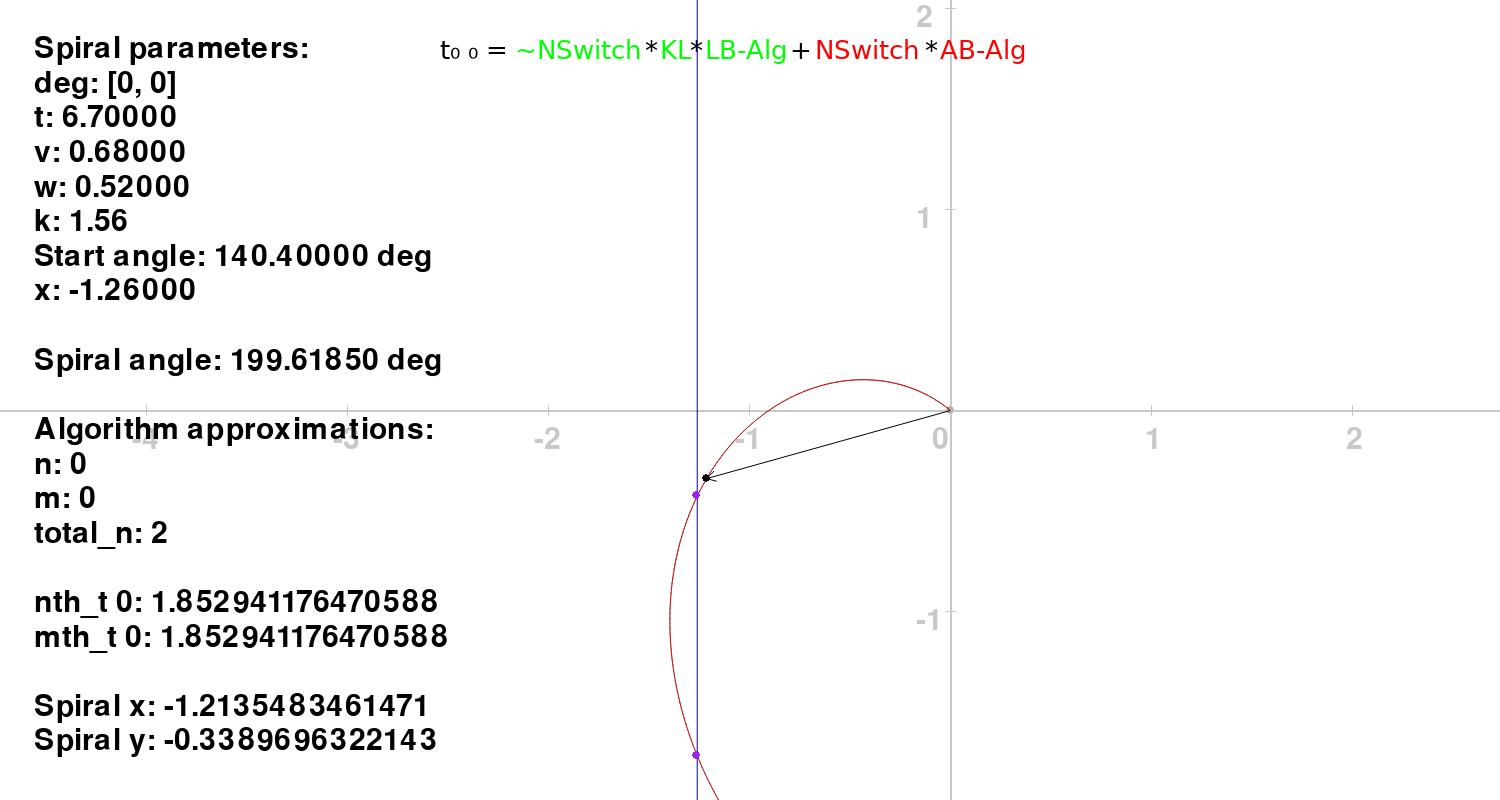 Spiral parameters:
deg: [0, 0]
t: 6.70000
v: 0.68000
w: 0.52000
k: 1.56
Start angle: 140.40000 deg
x: -1.26000
Spiral angle: 199.61850 deg
Algorithm approximations:
n: 0
m: 0
total_n: 2
nth_t 0: 1.852941176470588
mth_t 0: 1.852941176470588
Spiral x: -1.2135483461471
Spiral y: -0.3389696322143
t₀ ₀ = ~NSwitch*KL*LB-Alg+NSwitch*AB-Alg
2
1
-4 -3 -2 -1 0 1 2
-1